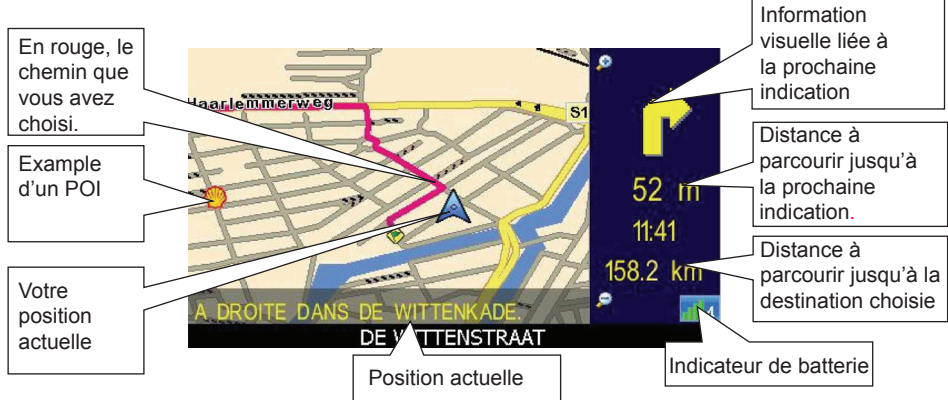 En rouge, le
chemin que
vous avez
choisi.
Example
d'un POI
Votre
position
actuelle
Haarlemmerweg
S1
A DROITE DANS DE WITTENKADE.
DE WITTENSTRAAT
Position actuelle
52 m
11:41
158.2 km
4
Information
visuelle liée à
la prochaine
indication
Distance à
parcourir jusqu'à
la prochaine
indication.
Distance à
parcourir jusqu'à la
destination choisie
Indicateur de batterie